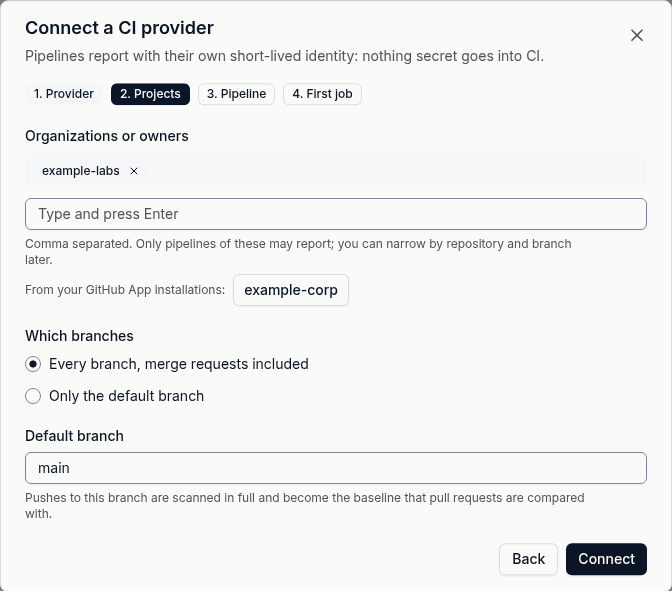 Connect a CI provider
Pipelines report with their own short-lived identity: nothing secret goes into CI.
1. Provider
2. Projects
3. Pipeline
4. First job
Organizations or owners
example-labs
Type and press Enter
Comma separated. Only pipelines of these may report; you can narrow by repository and branch
later.
From your GitHub App installations:
example-corp
Which branches
Every branch, merge requests included
Only the default branch
Default branch
main
Pushes to this branch are scanned in full and become the baseline that pull requests are compared
with.
Back
Connect